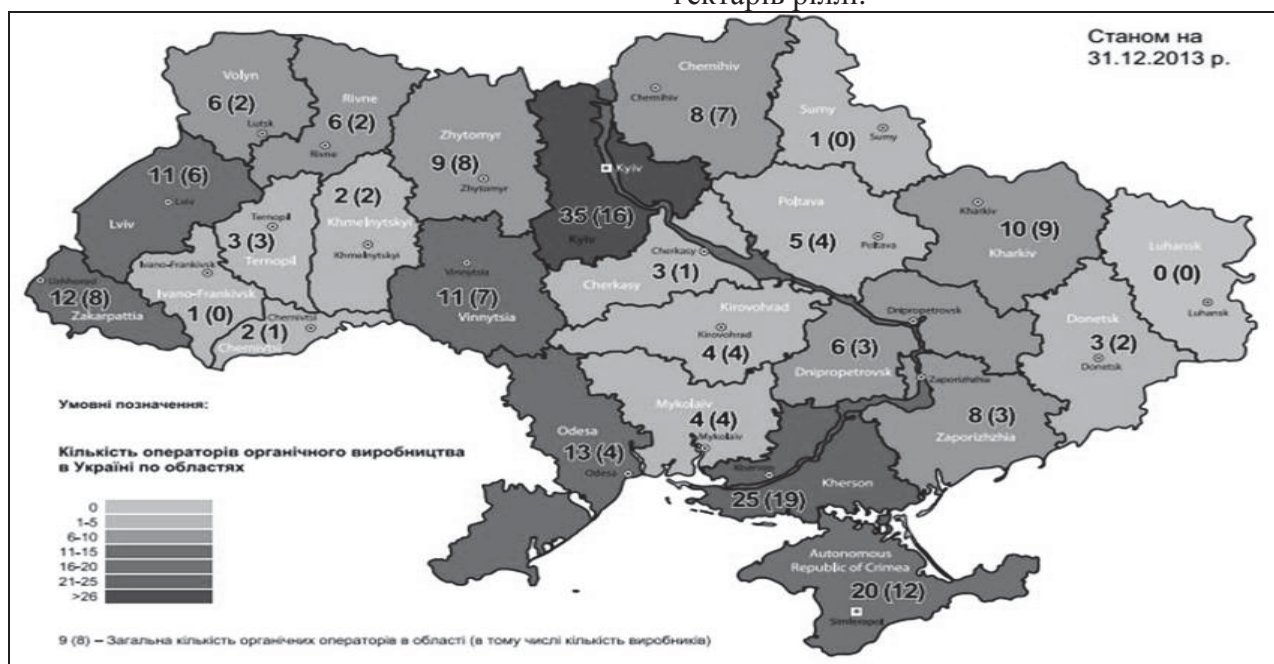 гектарів ріллі.
Станом на
31.12.2013 р.
Volyn
6 (2)
Lutsk
Rivne
6 (2)
Rivne
Zhytomyr
9 (8)
Zhytomyr
Kyiv
35 (16)
Kyiv
Chernihiv
Chernihiv
8 (7)
Sumy
1 (0)
Sumy
11 (6)
Lviv
Lviv
Ternopil
3 (3)
Ternopil
2 (2)
Khmelnytskyi
Khmelnytskyi
Uzhhorod
12 (8)
Zakarpattia
Ivano-Frankivsk
Ivano-Frankivsk
1 (0)
Chernivtsi
2 (1)
Chernivtsi
Vinnytsia
11 (7)
Vinnytsia
Cherkasy
3 (1)
Cherkasy
Poltava
5 (4)
Poltava
Kharkiv
10 (9)
Kharkiv
Luhansk
0 (0)
Luhansk
Kirovohrad
Kirovohrad
4 (4)
Dnipropetrovsk
6 (3)
Dnipropetrovsk
Donetsk
3 (2)
Donetsk
Zaporizhzhia
8 (3)
Zaporizhzhia
Mykolaiv
4 (4)
Mykolaiv
Odesa
13 (4)
Odesa
Kherson
Kherson
25 (19)
Autonomous
Republic of Crimea
20 (12)
Simferopol
Умовні позначення:
Кількість операторів органічного виробництва
в Україні по областях
0
1-5
6-10
11-15
16-20
21-25
>26
9 (8) – Загальна кількість органічних операторів в області (в тому числі кількість виробників)